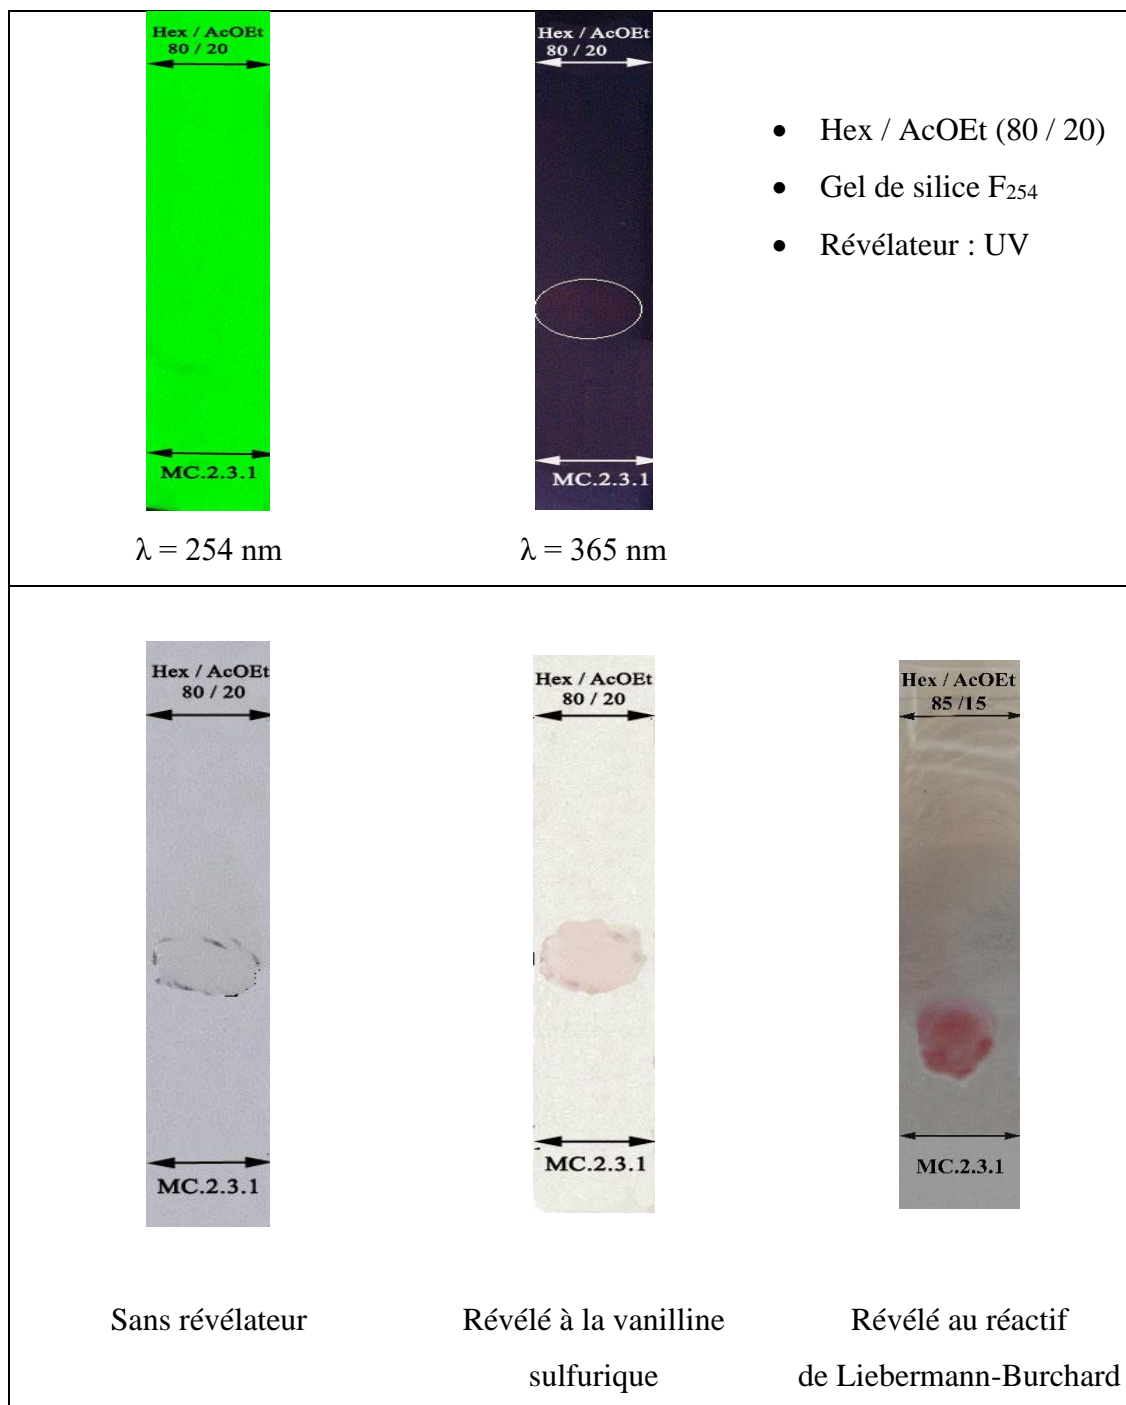 Hex / AcOEt
80 / 20
MC.2.3.1
λ = 254 nm
Hex / AcOEt
80 / 20
MC.2.3.1
λ = 365 nm
• Hex / AcOEt (80 / 20)
• Gel de silice F₂₅₄
• Révélateur : UV
Hex / AcOEt
80 / 20
MC.2.3.1
Sans révélateur
Hex / AcOEt
80 / 20
MC.2.3.1
Révélé à la vanilline
sulfurique
Hex / AcOEt
85 /15
MC.2.3.1
Révélé au réactif
de Liebermann-Burchard